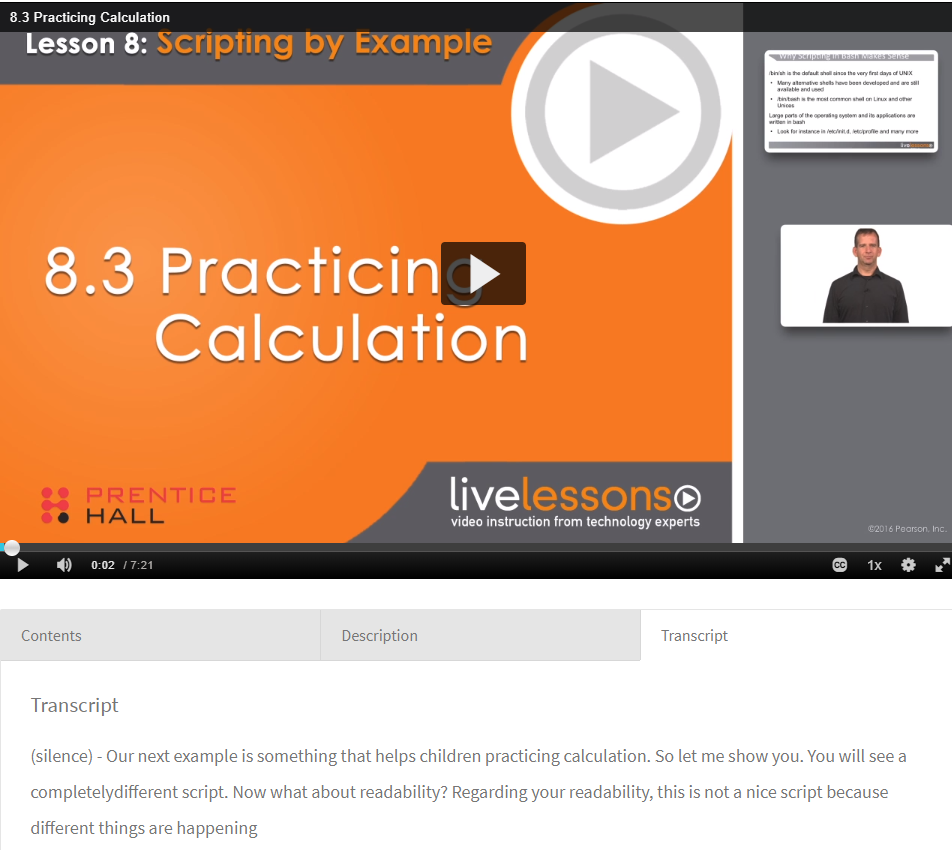 8.3 Practicing Calculation
Lesson 8: Scripting by Example
Why Scripting in Bash Makes Sense
/bin/sh is the default shell since the very first days of UNIX
• Many alternative shells have been developed and are still
available and used
• /bin/bash is the most common shell on Linux and other
Unixes
Large parts of the operating system and its applications are
written in bash
• Look for instance in /etc/init.d, /etc/profile and many more
livelessons
8.3 Practicing
Calculation
PRENTICE
HALL
livelessons
video instruction from technology experts
©2016 Pearson, Inc.
0:02 / 7:21
CC
1x
Contents
Description
Transcript
Transcript
(silence) - Our next example is something that helps children practicing calculation. So let me show you. You will see a
completelydifferent script. Now what about readability? Regarding your readability, this is not a nice script because
different things are happening